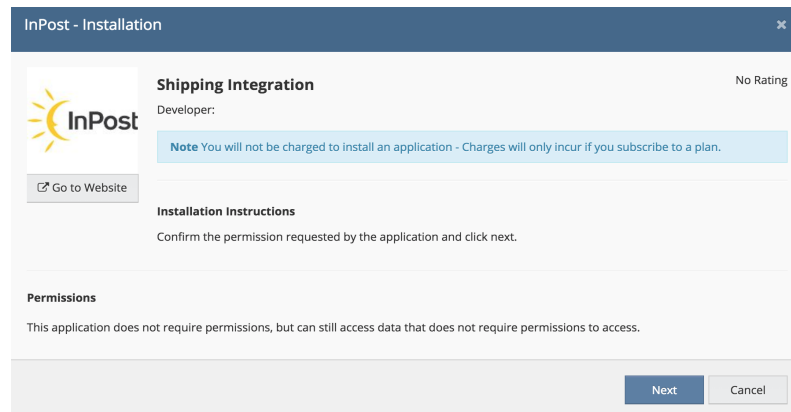 InPost - Installation
InPost
Go to Website
Shipping Integration
No Rating
Developer:
Note You will not be charged to install an application - Charges will only incur if you subscribe to a plan.
Installation Instructions
Confirm the permission requested by the application and click next.
Permissions
This application does not require permissions, but can still access data that does not require permissions to access.
Next
Cancel